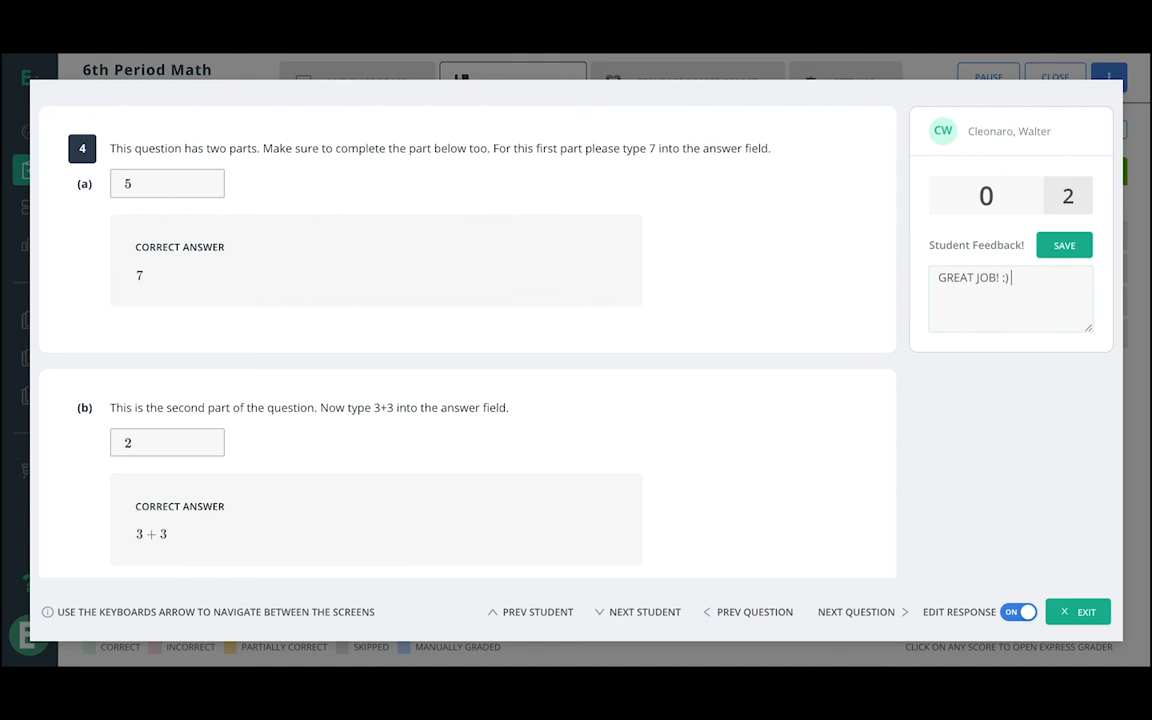 6th Period Math
PAUSE
CLOSE
4
This question has two parts. Make sure to complete the part below too. For this first part please type 7 into the answer field.
(a)
5
CORRECT ANSWER
7
CW
Cleonaro, Walter
0
2
Student Feedback!
SAVE
GREAT JOB! :)
(b)
This is the second part of the question. Now type 3+3 into the answer field.
2
CORRECT ANSWER
3 + 3
USE THE KEYBOARDS ARROW TO NAVIGATE BETWEEN THE SCREENS
PREV STUDENT
NEXT STUDENT
PREV QUESTION
NEXT QUESTION
EDIT RESPONSE
ON
X EXIT
E
CORRECT
INCORRECT
PARTIALLY CORRECT
SKIPPED
MANUALLY GRADED
CLICK ON ANY SCORE TO OPEN EXPRESS GRADER